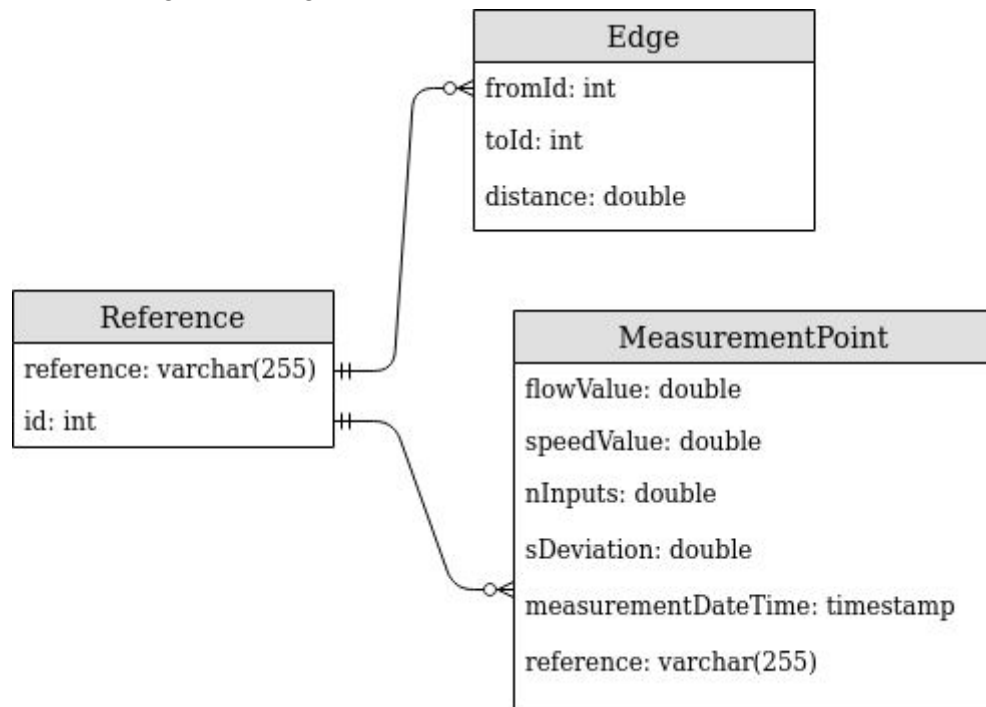 Edge
fromId: int
toId: int
distance: double
Reference
reference: varchar(255)
id: int
MeasurementPoint
flowValue: double
speedValue: double
nInputs: double
sDeviation: double
measurementDateTime: timestamp
reference: varchar(255)